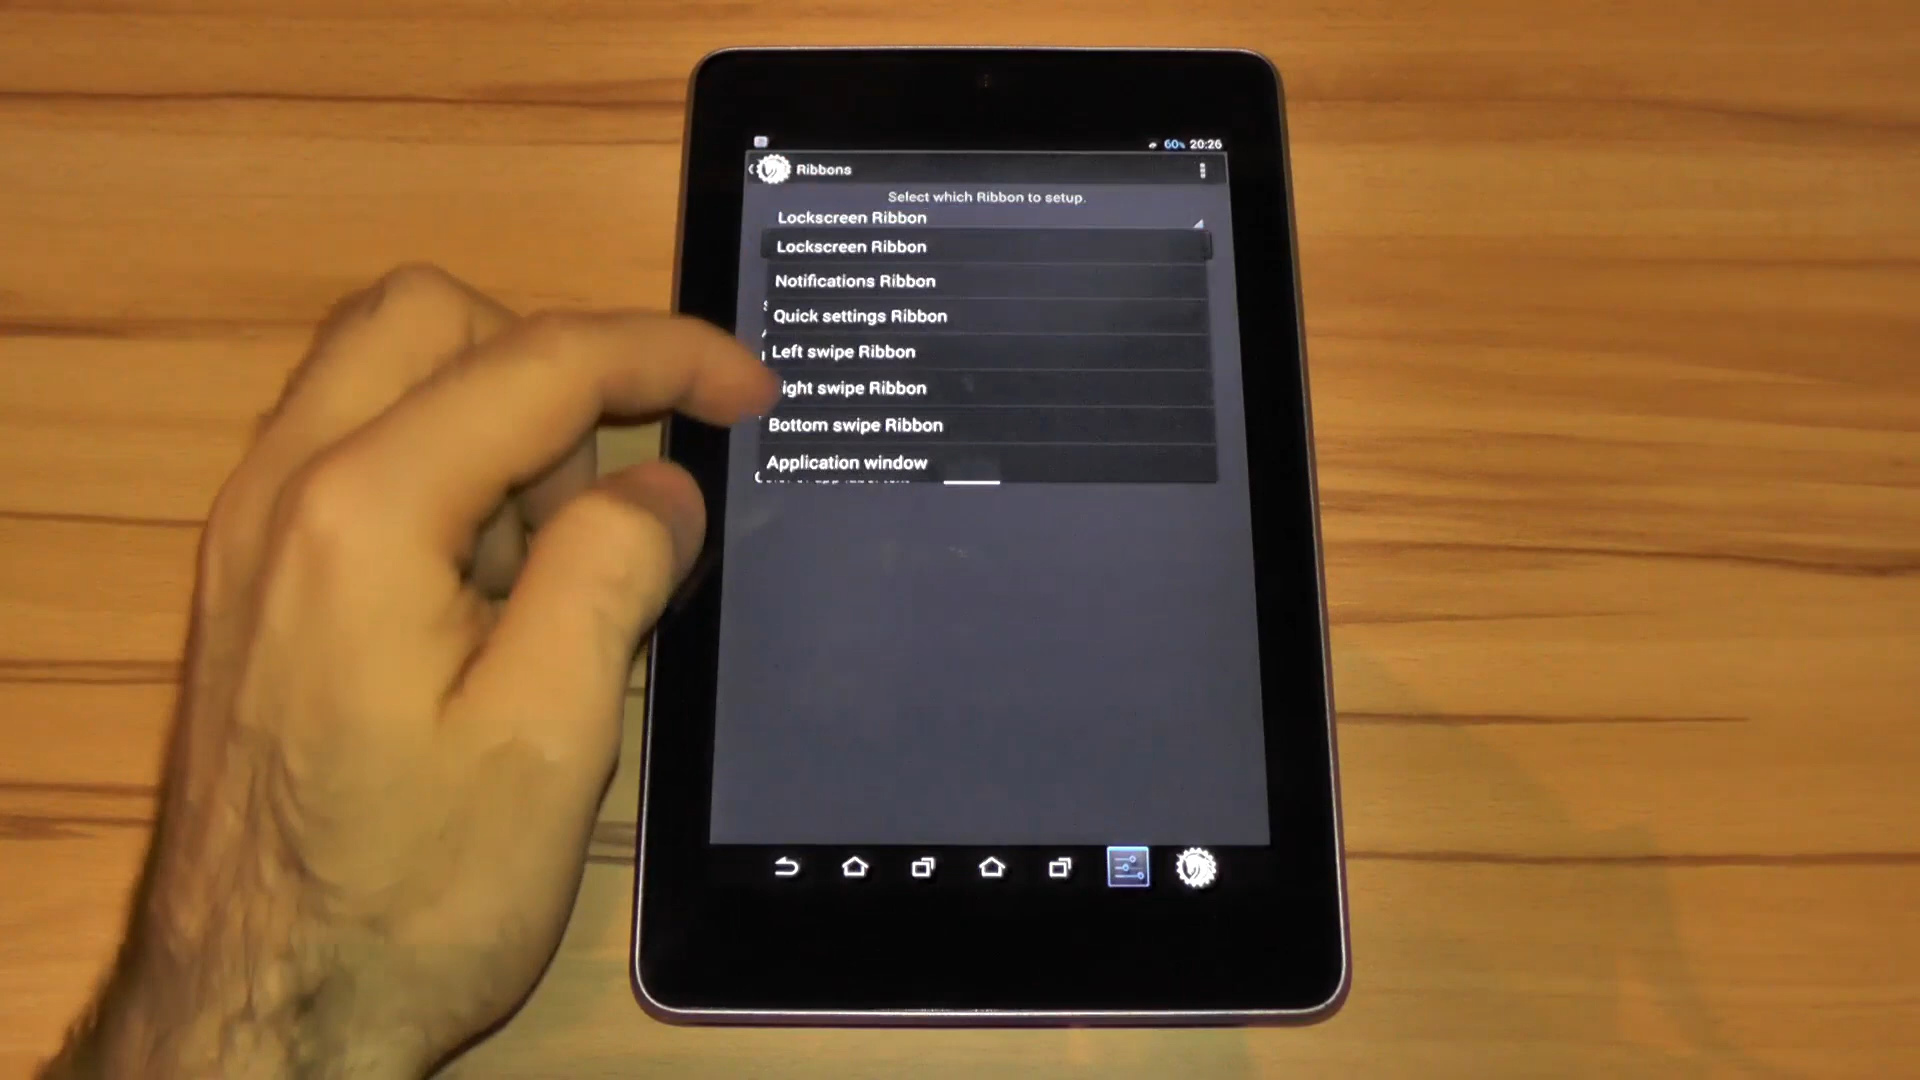 60% 20:26
Ribbons
Select which Ribbon to setup.
Lockscreen Ribbon
Lockscreen Ribbon
Notifications Ribbon
Quick settings Ribbon
Left swipe Ribbon
ight swipe Ribbon
Bottom swipe Ribbon
Application window